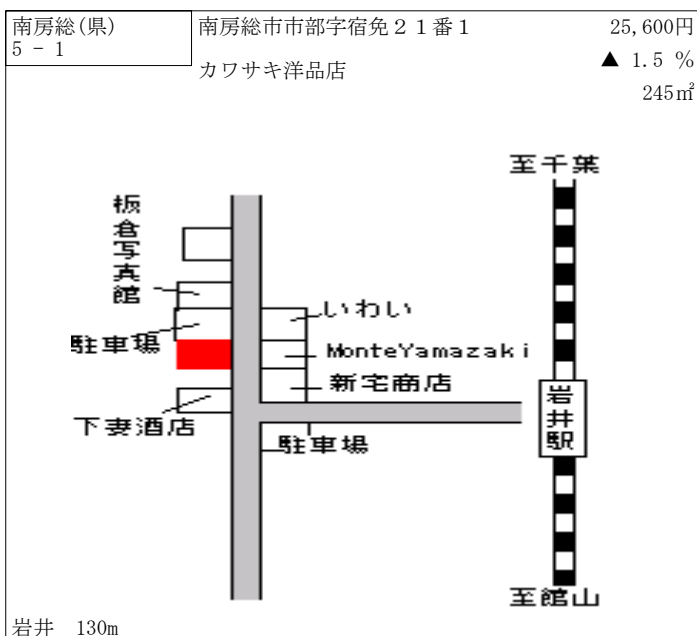 南房総(県)
5 - 1
南房総市市部字宿免２１番１
カワサキ洋品店
25,600円
▲ 1.5 %
245㎡
至千葉
板倉写真館
いわい
駐車場
MonteYamazaki
新宅商店
下妻酒店
駐車場
岩井駅
至館山
岩井　130m